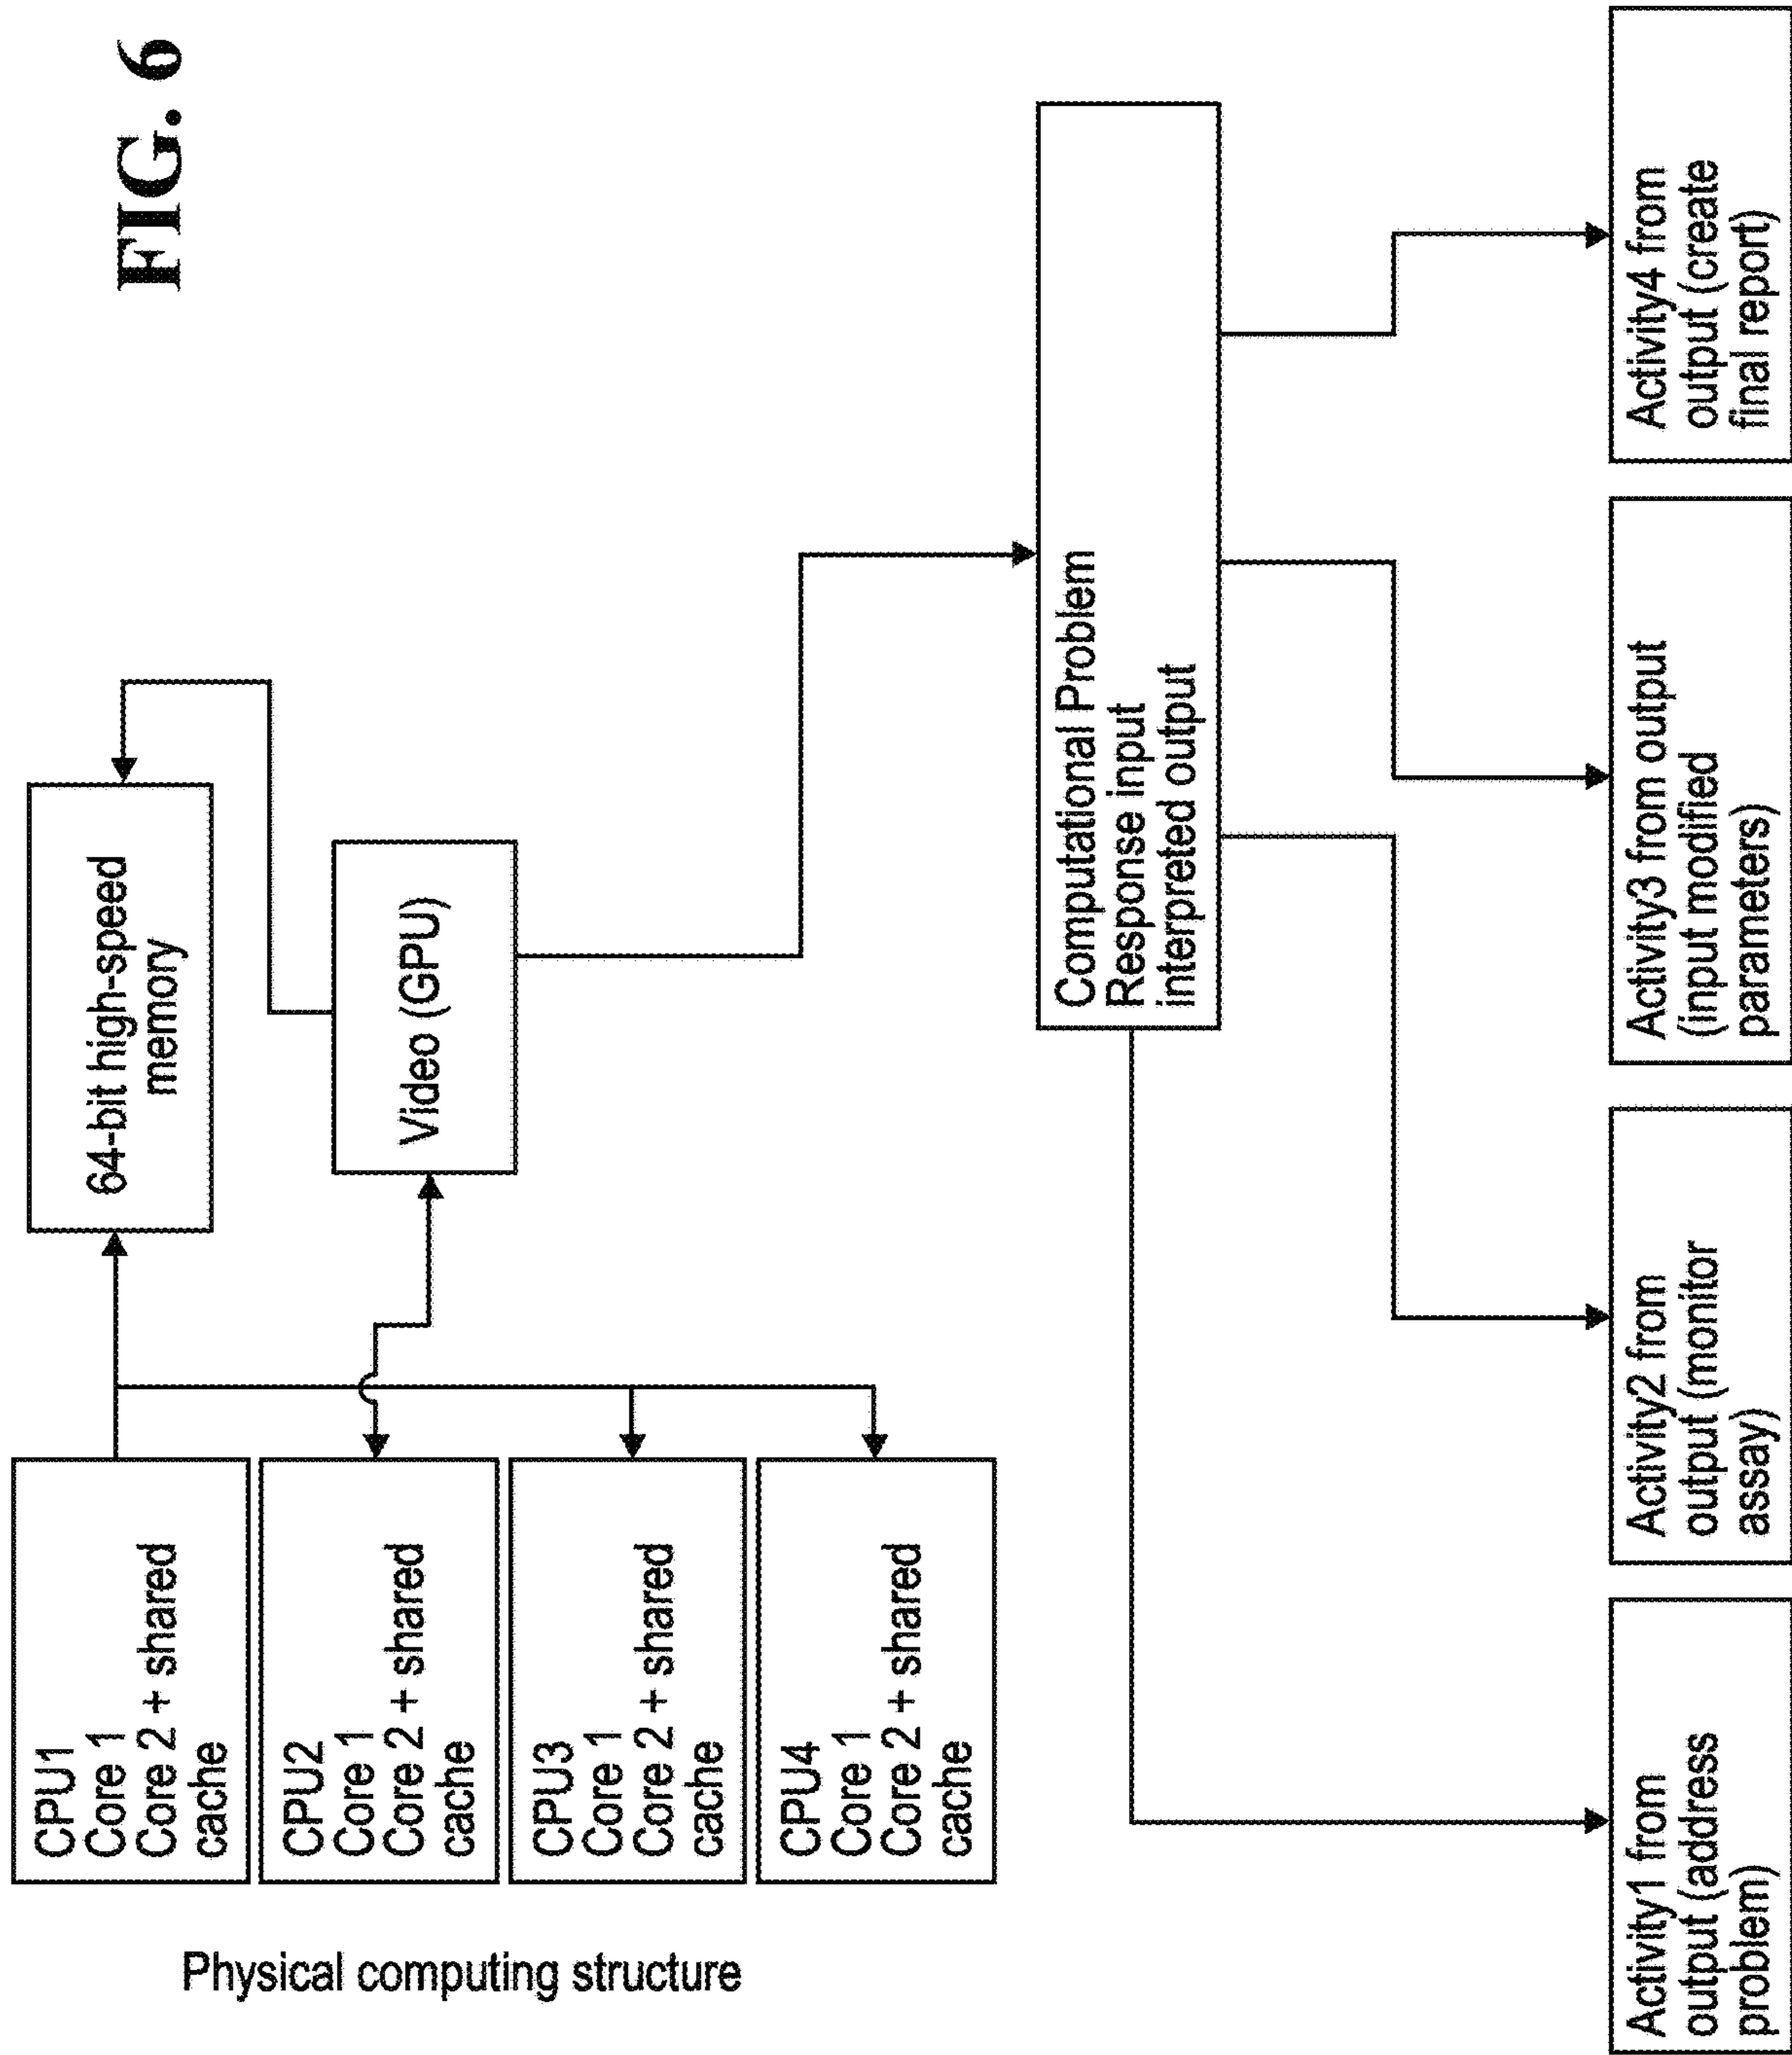 FIG. 6
Physical computing structure
CPU1
Core 1
Core 2 + shared
cache
CPU2
Core 1
Core 2 + shared
cache
CPU3
Core 1
Core 2 + shared
cache
CPU4
Core 1
Core 2 + shared
cache
64-bit high-speed
memory
Video (GPU)
Computational Problem
Response input
interpreted output
Activity1 from
output (address
problem)
Activity2 from
output (monitor
assay)
Activity3 from output
(input modified
parameters)
Activity4 from
output (create
final report)